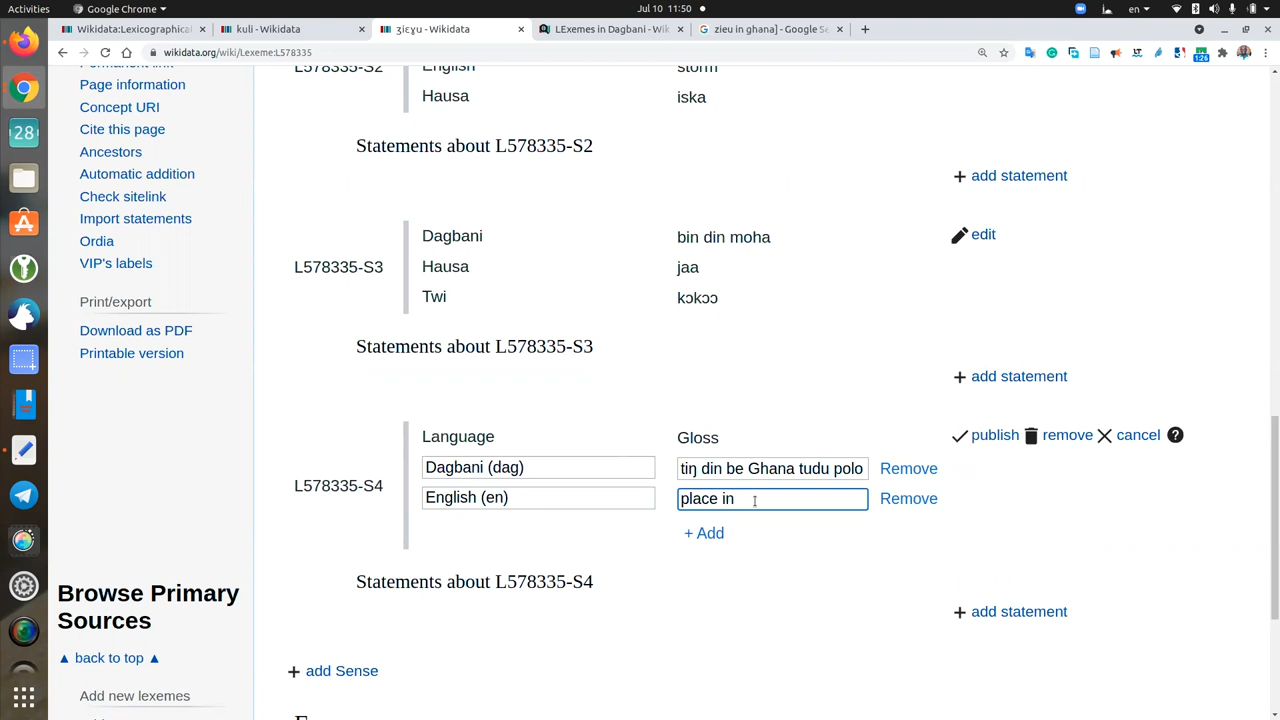 Activities
Google Chrome
Jul 10 11:50
en
Wikidata:Lexicographical
kuli - Wikidata
ʒiɛɣu - Wikidata
LExemes in Dagbani - Wik
zieu in ghana] - Google Se
wikidata.org/wiki/Lexeme:L578335
Page information
Concept URI
Cite this page
Ancestors
Automatic addition
Check sitelink
Import statements
Ordia
VIP's labels
Print/export
Download as PDF
Printable version
Browse Primary
Sources
▲ back to top ▲
Add new lexemes
L578335-S2
English
storm
Hausa
iska
Statements about L578335-S2
+ add statement
L578335-S3
Dagbani
bin din moha
edit
Hausa
jaa
Twi
kɔkɔɔ
Statements about L578335-S3
+ add statement
L578335-S4
Language
Gloss
publish
remove
cancel
?
Dagbani (dag)
tiŋ din be Ghana tudu polo
Remove
English (en)
place in
Remove
+ Add
Statements about L578335-S4
+ add statement
+ add Sense
28
1:26